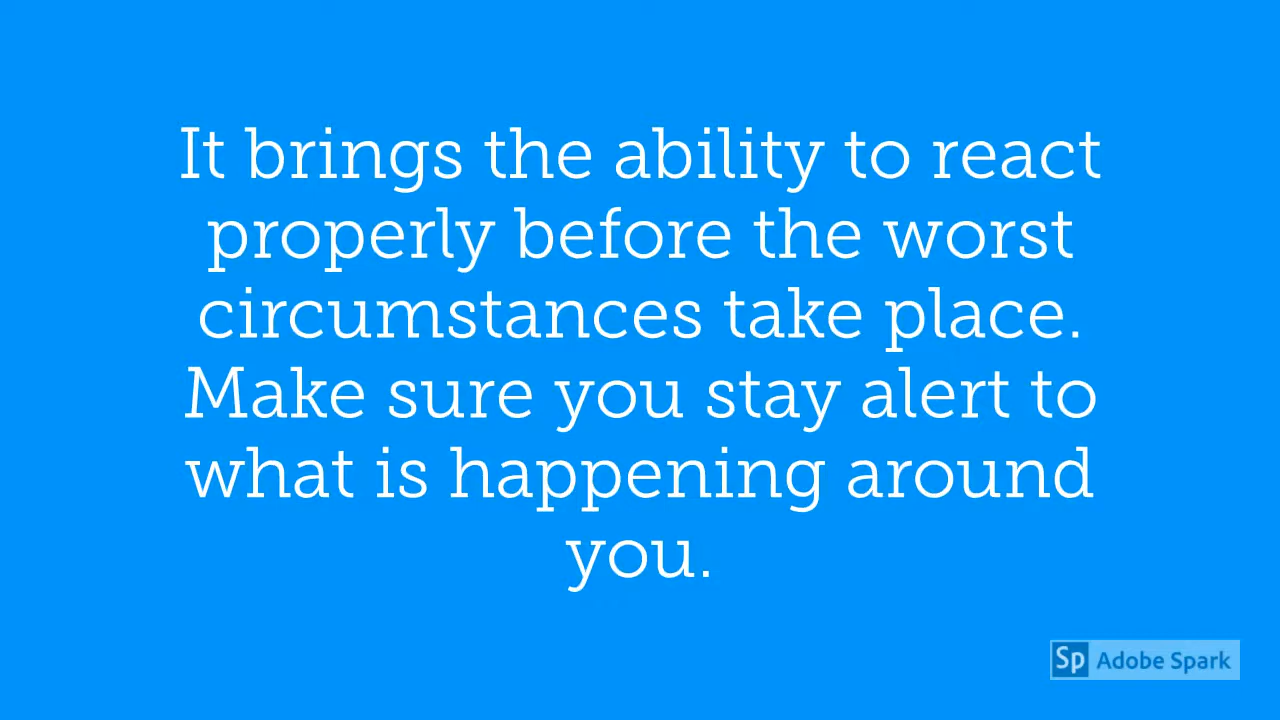 It brings the ability to react
properly before the worst
circumstances take place.
Make sure you stay alert to
what is happening around
you.
Sp Adobe Spark